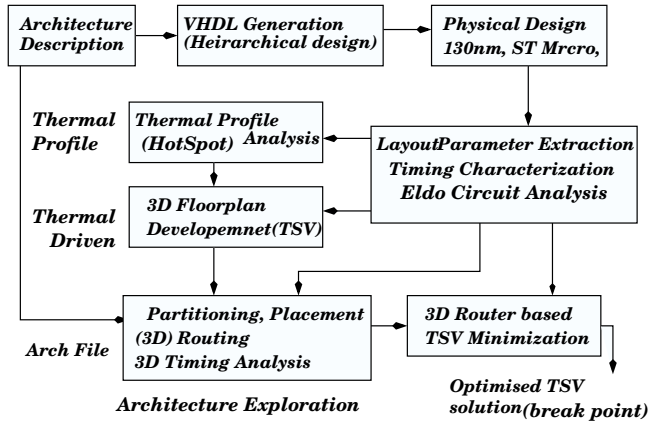 Architecture
Description
VHDL Generation
(Heirarchical design)
Physical Design
130nm, ST Mrcro,
Thermal
Profile
Thermal Profile
(HotSpot) Analysis
LayoutParameter Extraction
Timing Characterization
Eldo Circuit Analysis
Thermal
Driven
3D Floorplan
Developemnet(TSV)
Partitioning, Placement
(3D) Routing
3D Timing Analysis
3D Router based
TSV Minimization
Arch File
Architecture Exploration
Optimised TSV
solution(break point)